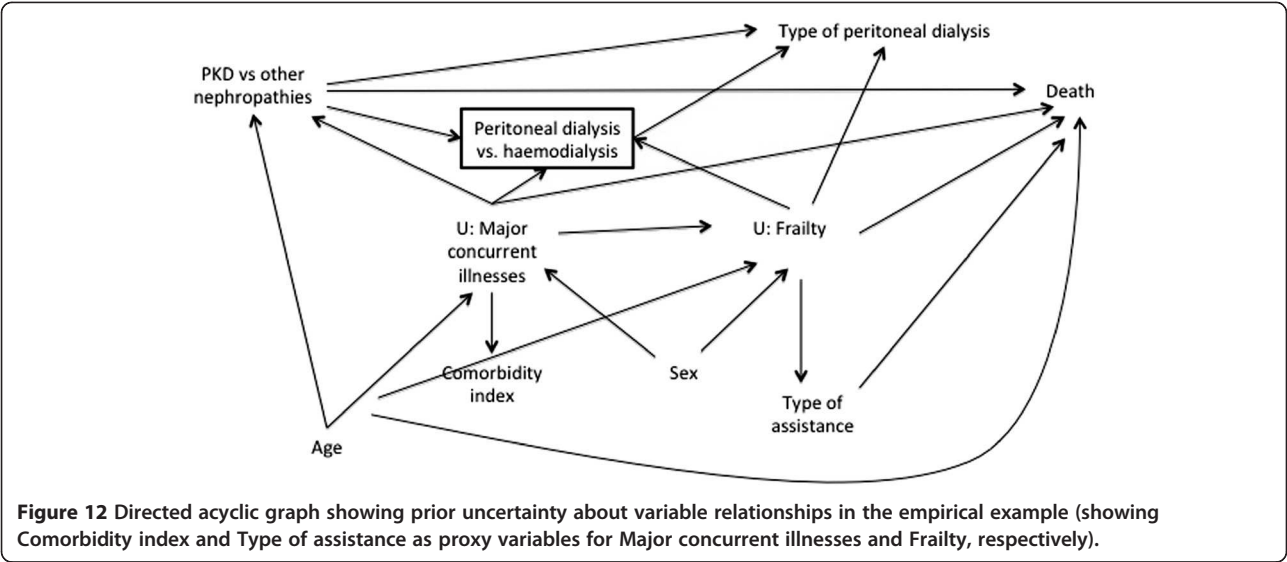 Type of peritoneal dialysis
PKD vs other
nephropathies
Death
Peritoneal dialysis
vs. haemodialysis
U: Major
concurrent
illnesses
U: Frailty
Comorbidity
index
Sex
Type of
assistance
Age
Figure 12 Directed acyclic graph showing prior uncertainty about variable relationships in the empirical example (showing
Comorbidity index and Type of assistance as proxy variables for Major concurrent illnesses and Frailty, respectively).